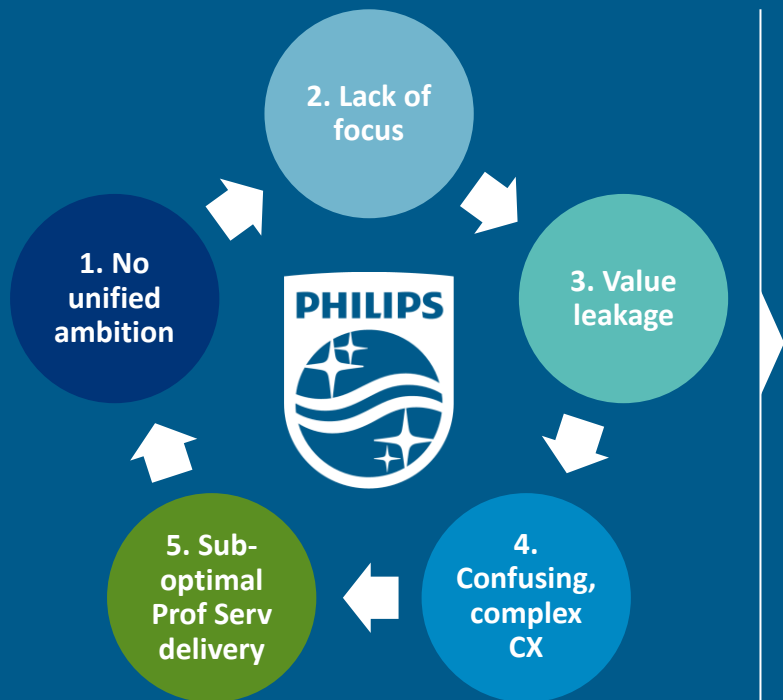 2. Lack of
focus
1. No
unified
ambition
3. Value
leakage
PHILIPS
4.
Confusing,
complex
CX
5. Sub-
optimal
Prof Serv
delivery